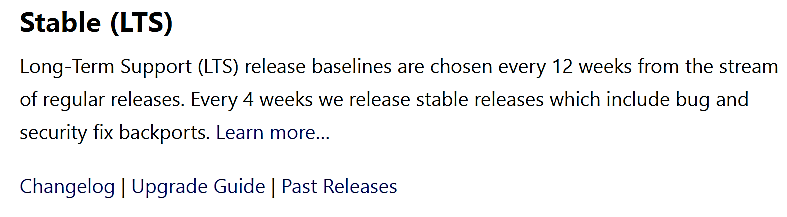 Stable (LTS)
Long-Term Support (LTS) release baselines are chosen every 12 weeks from the stream
of regular releases. Every 4 weeks we release stable releases which include bug and
security fix backports. Learn more...
Changelog | Upgrade Guide | Past Releases